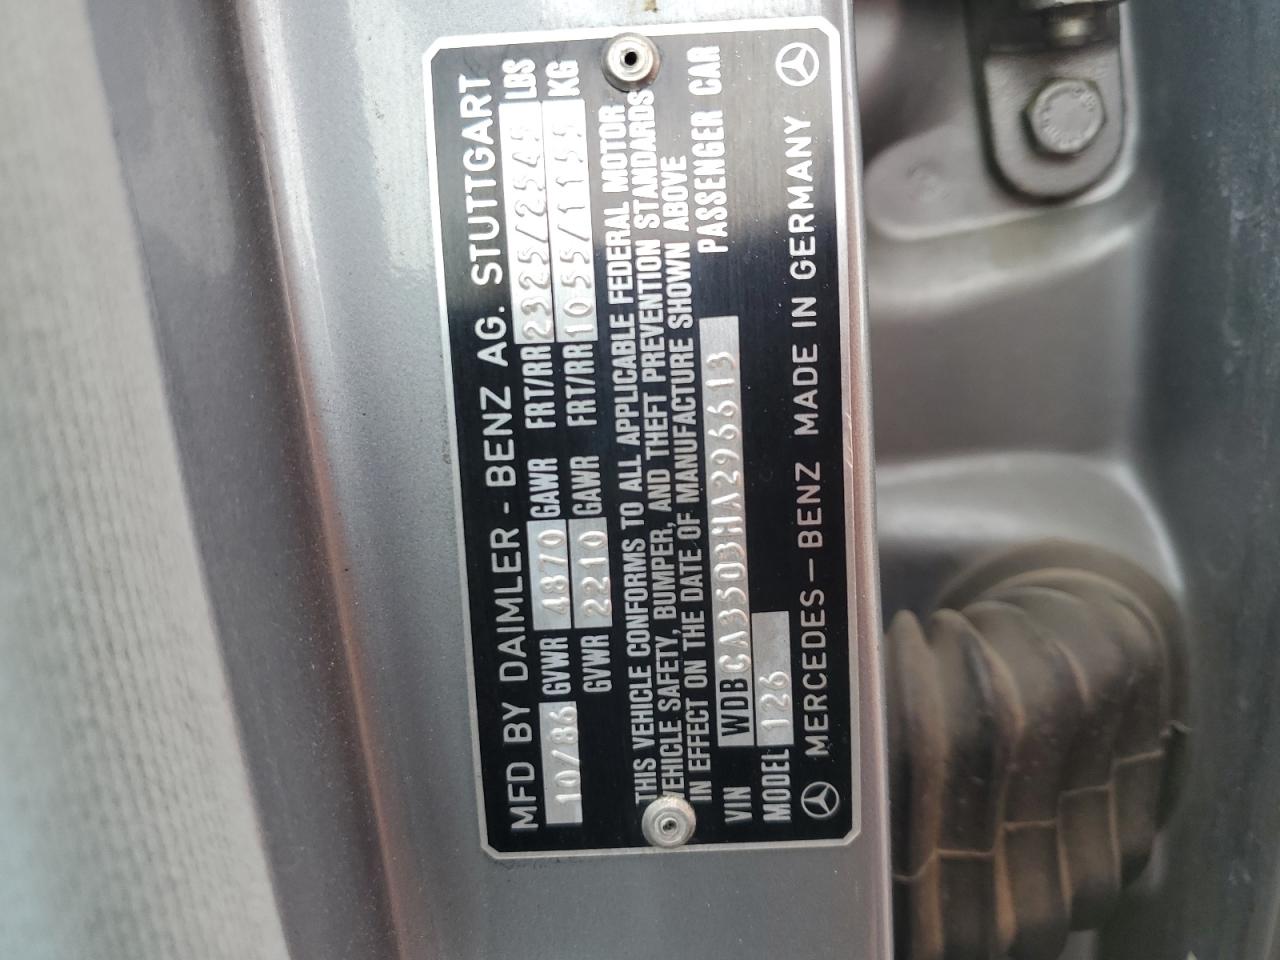 MFD BY DAIMLER-BENZ AG. STUTTGART
10/86 GVWR 4870 GAWR FRT/RR 2325/2545 LBS
GVWR 2210 GAWR FRT/RR 1055/1155 KG
THIS VEHICLE CONFORMS TO ALL APPLICABLE FEDERAL MOTOR
VEHICLE SAFETY, BUMPER, AND THEFT PREVENTION STANDARDS
IN EFFECT ON THE DATE OF MANUFACTURE SHOWN ABOVE
VIN WDB CA3503HA296613 PASSENGER CAR
MODEL 126
MERCEDES-BENZ MADE IN GERMANY